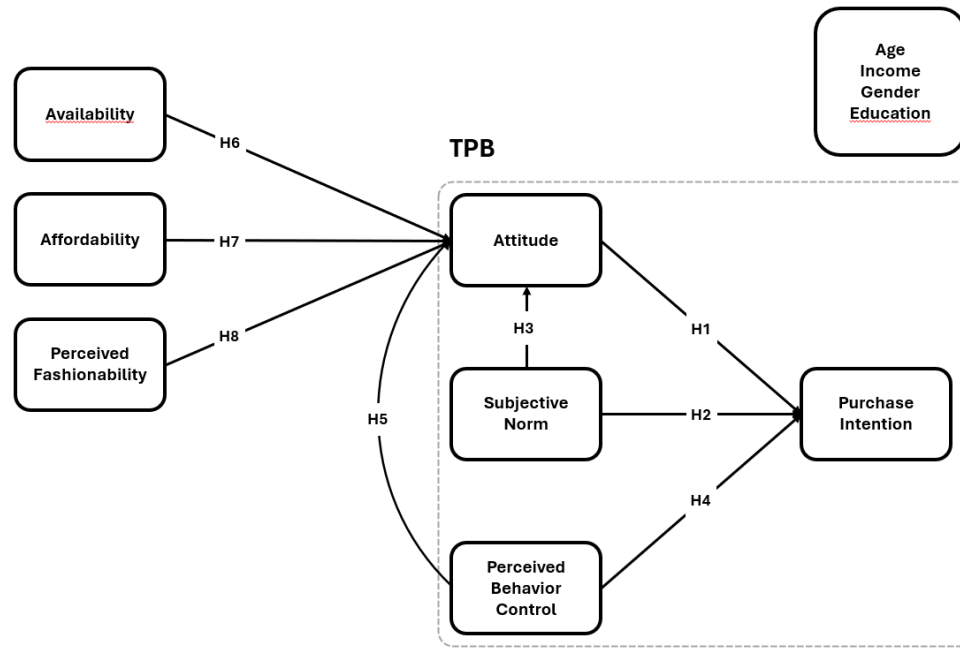 Age
Income
Gender
Education
Availability
H6
TPB
Affordability
H7
Attitude
H3
H1
H8
Perceived
Fashionability
H5
Subjective
Norm
H2
Purchase
Intention
H4
Perceived
Behavior
Control